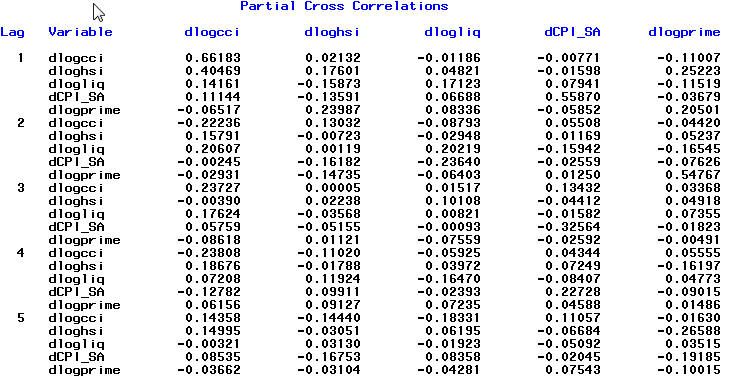 Partial Cross Correlations
Lag Variable dlogcci dloghsi dlogliq dCPI_SA dlogprime
1 dlogcci 0.66183 0.02132 -0.01186 -0.00771 -0.11007
dloghsi 0.40469 0.17601 0.04821 -0.01598 0.25223
dlogliq 0.14161 -0.15873 0.17123 0.07941 -0.11519
dCPI_SA 0.11144 -0.13591 0.06688 0.55870 -0.03679
dlogprime -0.06517 0.23987 0.08336 -0.05852 0.20501
2 dlogcci -0.22236 0.13032 -0.08793 0.05508 -0.04420
dloghsi 0.15791 -0.00723 -0.02948 0.01169 0.05237
dlogliq 0.20607 0.00119 0.20219 -0.15942 -0.16545
dCPI_SA -0.00245 -0.16182 -0.23640 -0.02559 -0.07626
dlogprime -0.02931 -0.14735 -0.06403 0.01250 0.54767
3 dlogcci 0.23727 0.00005 0.01517 0.13432 0.03368
dloghsi -0.00390 0.02238 0.10108 -0.04412 0.04918
dlogliq 0.17624 -0.03568 0.00821 -0.01582 0.07355
dCPI_SA 0.05759 -0.05155 -0.00093 -0.32564 -0.01823
dlogprime -0.08618 0.01121 -0.07559 -0.02592 -0.00491
4 dlogcci -0.23808 -0.11020 -0.05925 0.04344 0.05555
dloghsi 0.18676 -0.01788 0.03972 0.07249 -0.16197
dlogliq 0.07208 0.11924 -0.16470 -0.08407 0.04773
dCPI_SA -0.12782 0.09911 -0.02393 0.22728 -0.09015
dlogprime 0.06156 0.09127 0.07235 0.04588 0.01486
5 dlogcci 0.14358 -0.14440 -0.18331 0.11057 -0.01630
dloghsi 0.14995 -0.03051 0.06195 -0.06684 -0.26588
dlogliq -0.00321 0.03130 -0.01923 -0.05092 0.03515
dCPI_SA 0.08535 -0.16753 0.08358 -0.02045 -0.19185
dlogprime -0.03662 -0.03104 -0.04281 0.07543 -0.10015